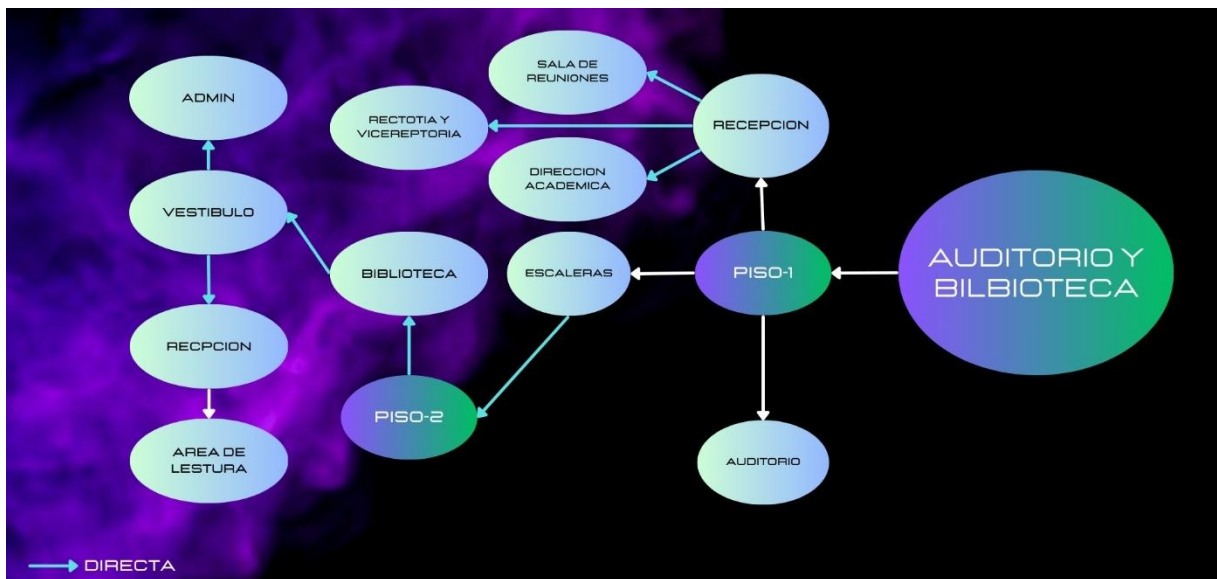 SALA DE
REUNIONES
ADMIN
RECTOTIA Y
VICEREPTORIA
RECEPCION
DIRECCION
ACADEMICA
VESTIBULO
BIBLIOTECA
ESCALERAS
PISO-1
AUDITORIO Y
BILBIOTECA
RECPCION
PISO-2
AREA DE
LESTURA
AUDITORIO
DIRECTA